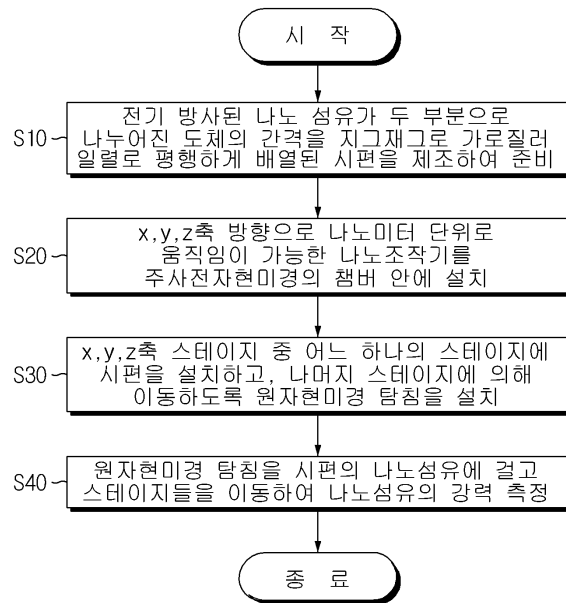 시 작
S10
전기 방사된 나노 섬유가 두 부분으로
나누어진 도체의 간격을 지그재그로 가로질러
일렬로 평행하게 배열된 시편을 제조하여 준비
S20
x,y,z축 방향으로 나노미터 단위로
움직임이 가능한 나노조작기를
주사전자현미경의 챔버 안에 설치
S30
x,y,z축 스테이지 중 어느 하나의 스테이지에
시편을 설치하고, 나머지 스테이지에 의해
이동하도록 원자현미경 탐침을 설치
S40
원자현미경 탐침을 시편의 나노섬유에 걸고
스테이지들을 이동하여 나노섬유의 강력 측정
종 료